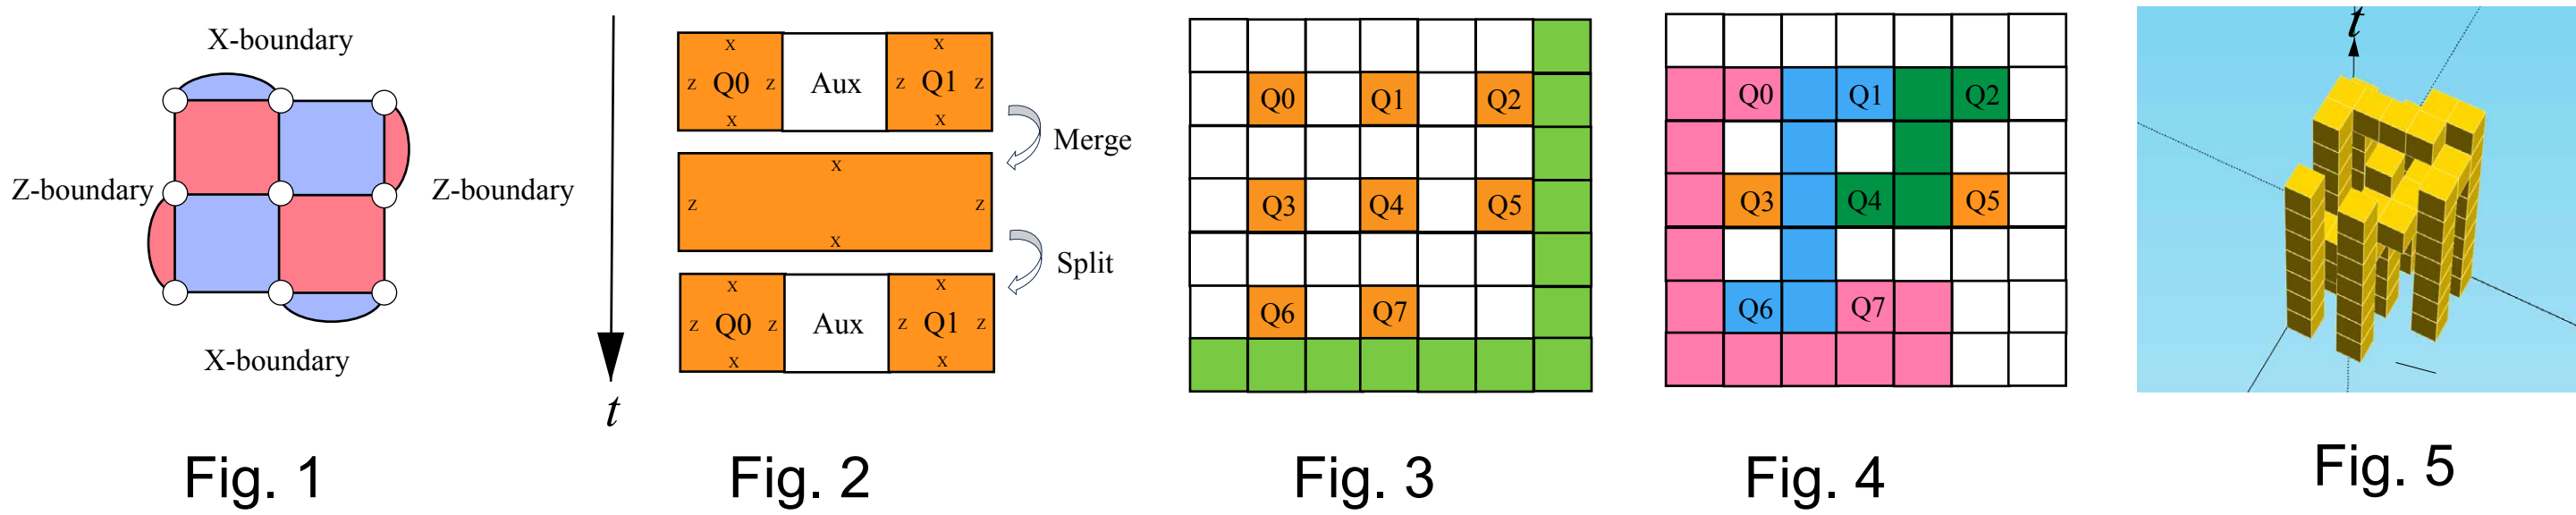 X-boundary
Z-boundary
Z-boundary
X-boundary
Fig. 1
t
x
z Q0 z
x
Aux
x
z Q1 z
x
Merge
x
z z
x
Split
x
z Q0 z
x
Aux
x
z Q1 z
x
Fig. 2
Q0 Q1 Q2
Q3 Q4 Q5
Q6 Q7
Fig. 3
Q0 Q1 Q2
Q3 Q4 Q5
Q6 Q7
Fig. 4
t
Fig. 5